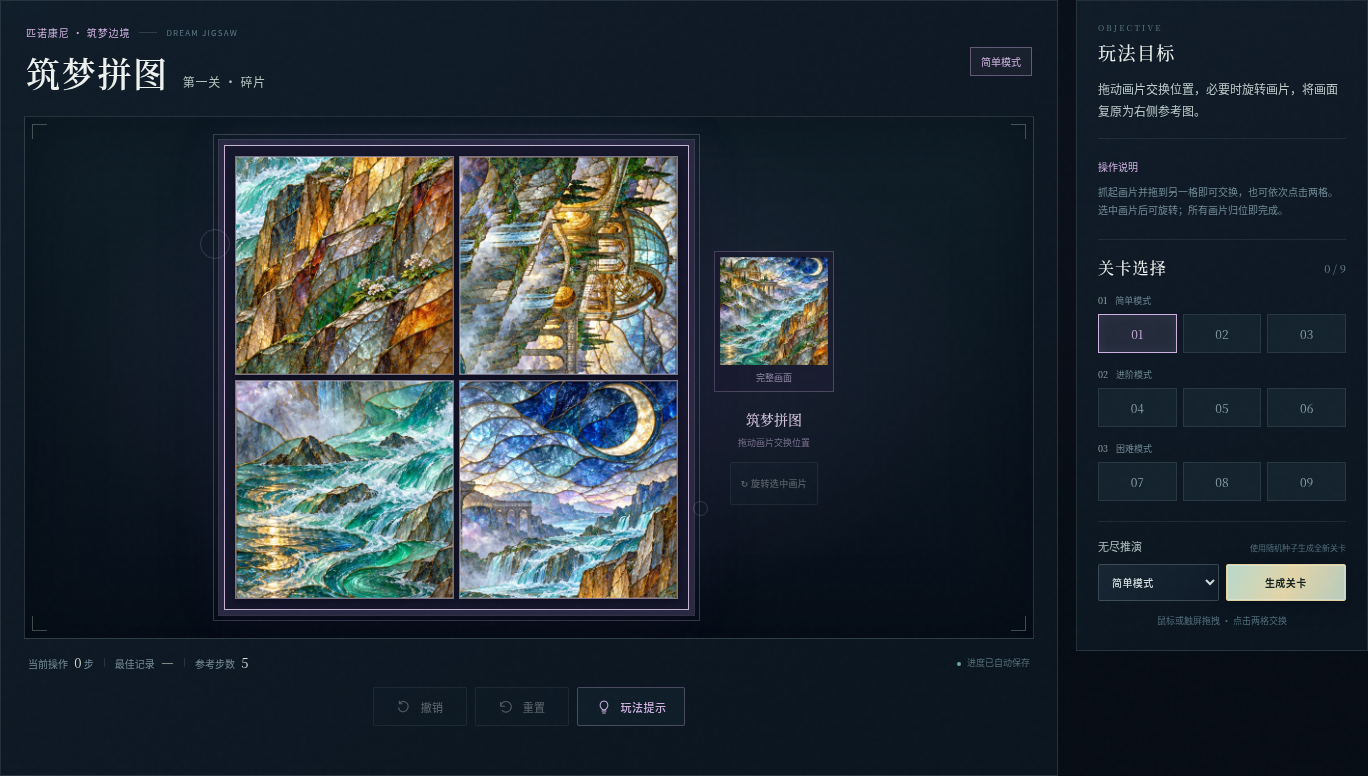 匹诺康尼 · 筑梦边境 DREAM JIGSAW
筑梦拼图 第一关 · 碎片
简单模式
完整画面
筑梦拼图
拖动画片交换位置
↻ 旋转选中画片
当前操作 0 步 最佳记录 — 参考步数 5
进度已自动保存
撤销
重置
玩法提示
OBJECTIVE
玩法目标
拖动画片交换位置，必要时旋转画片，将画面
复原为右侧参考图。
操作说明
抓起画片并拖到另一格即可交换，也可依次点击两格。
选中画片后可旋转；所有画片归位即完成。
关卡选择 0 / 9
01 简单模式
01 02 03
02 进阶模式
04 05 06
03 困难模式
07 08 09
无尽推演 使用随机种子生成全新关卡
简单模式 生成关卡
鼠标或触屏拖拽 · 点击两格交换